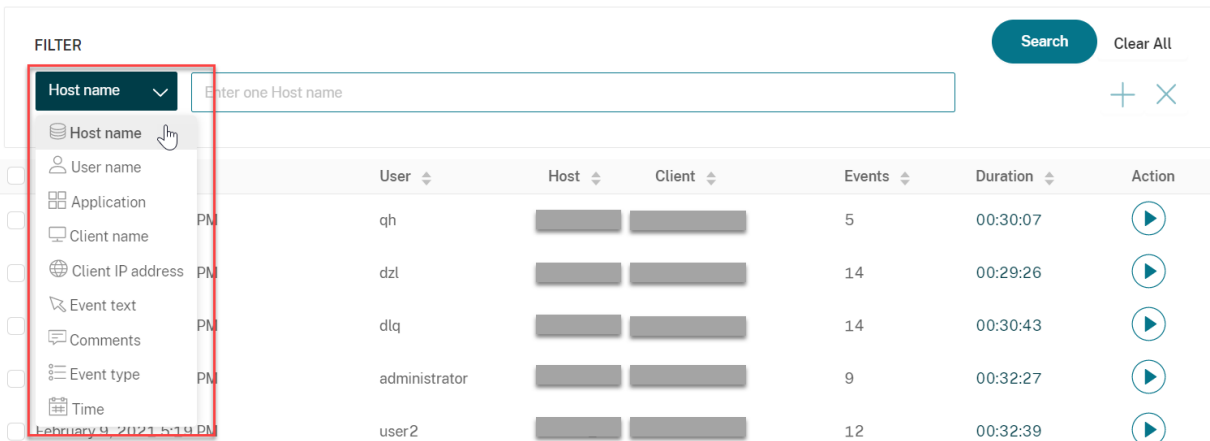 FILTER
Search
Clear All
Host name
Enter one Host name
Host name
User name
Application
Client name
Client IP address
Event text
Comments
Event type
Time
User Host Client Events Duration Action
PM qh 5 00:30:07
PM dzl 14 00:29:26
PM dlq 14 00:30:43
PM administrator 9 00:32:27
February 9, 2021 5:19 PM user2 12 00:32:39